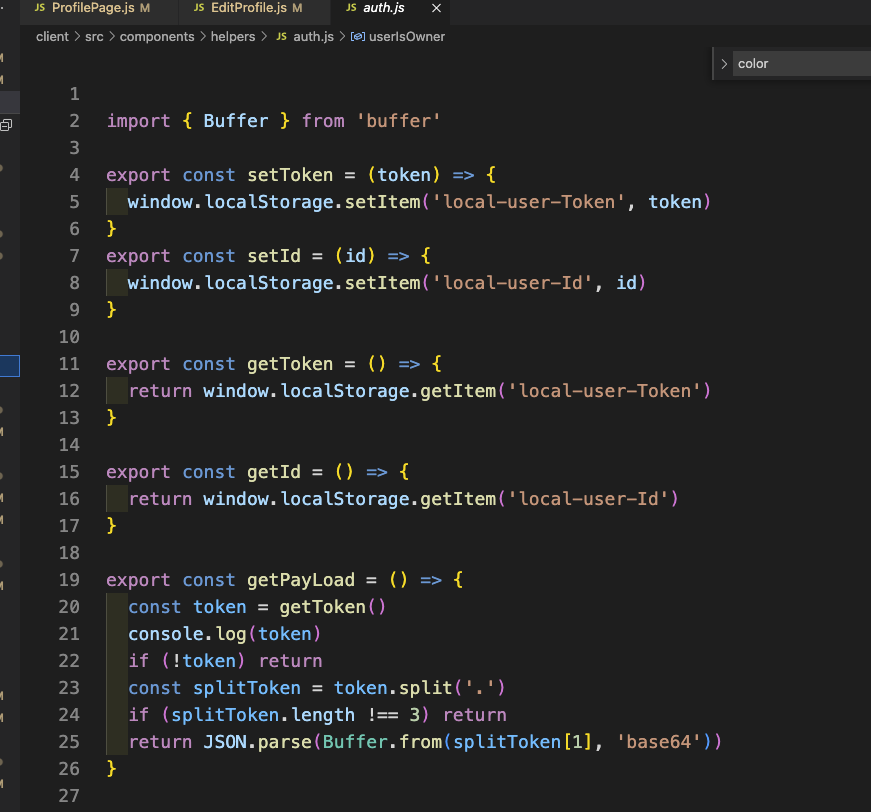 JS ProfilePage.js M JS EditProfile.js M JS auth.js ×
client > src > components > helpers > JS auth.js > userIsOwner
> color
1
2 import { Buffer } from 'buffer'
3
4 export const setToken = (token) => {
5 window.localStorage.setItem('local-user-Token', token)
6 }
7 export const setId = (id) => {
8 window.localStorage.setItem('local-user-Id', id)
9 }
10
11 export const getToken = () => {
12 return window.localStorage.getItem('local-user-Token')
13 }
14
15 export const getId = () => {
16 return window.localStorage.getItem('local-user-Id')
17 }
18
19 export const getPayLoad = () => {
20 const token = getToken()
21 console.log(token)
22 if (!token) return
23 const splitToken = token.split('.')
24 if (splitToken.length !== 3) return
25 return JSON.parse(Buffer.from(splitToken[1], 'base64'))
26 }
27